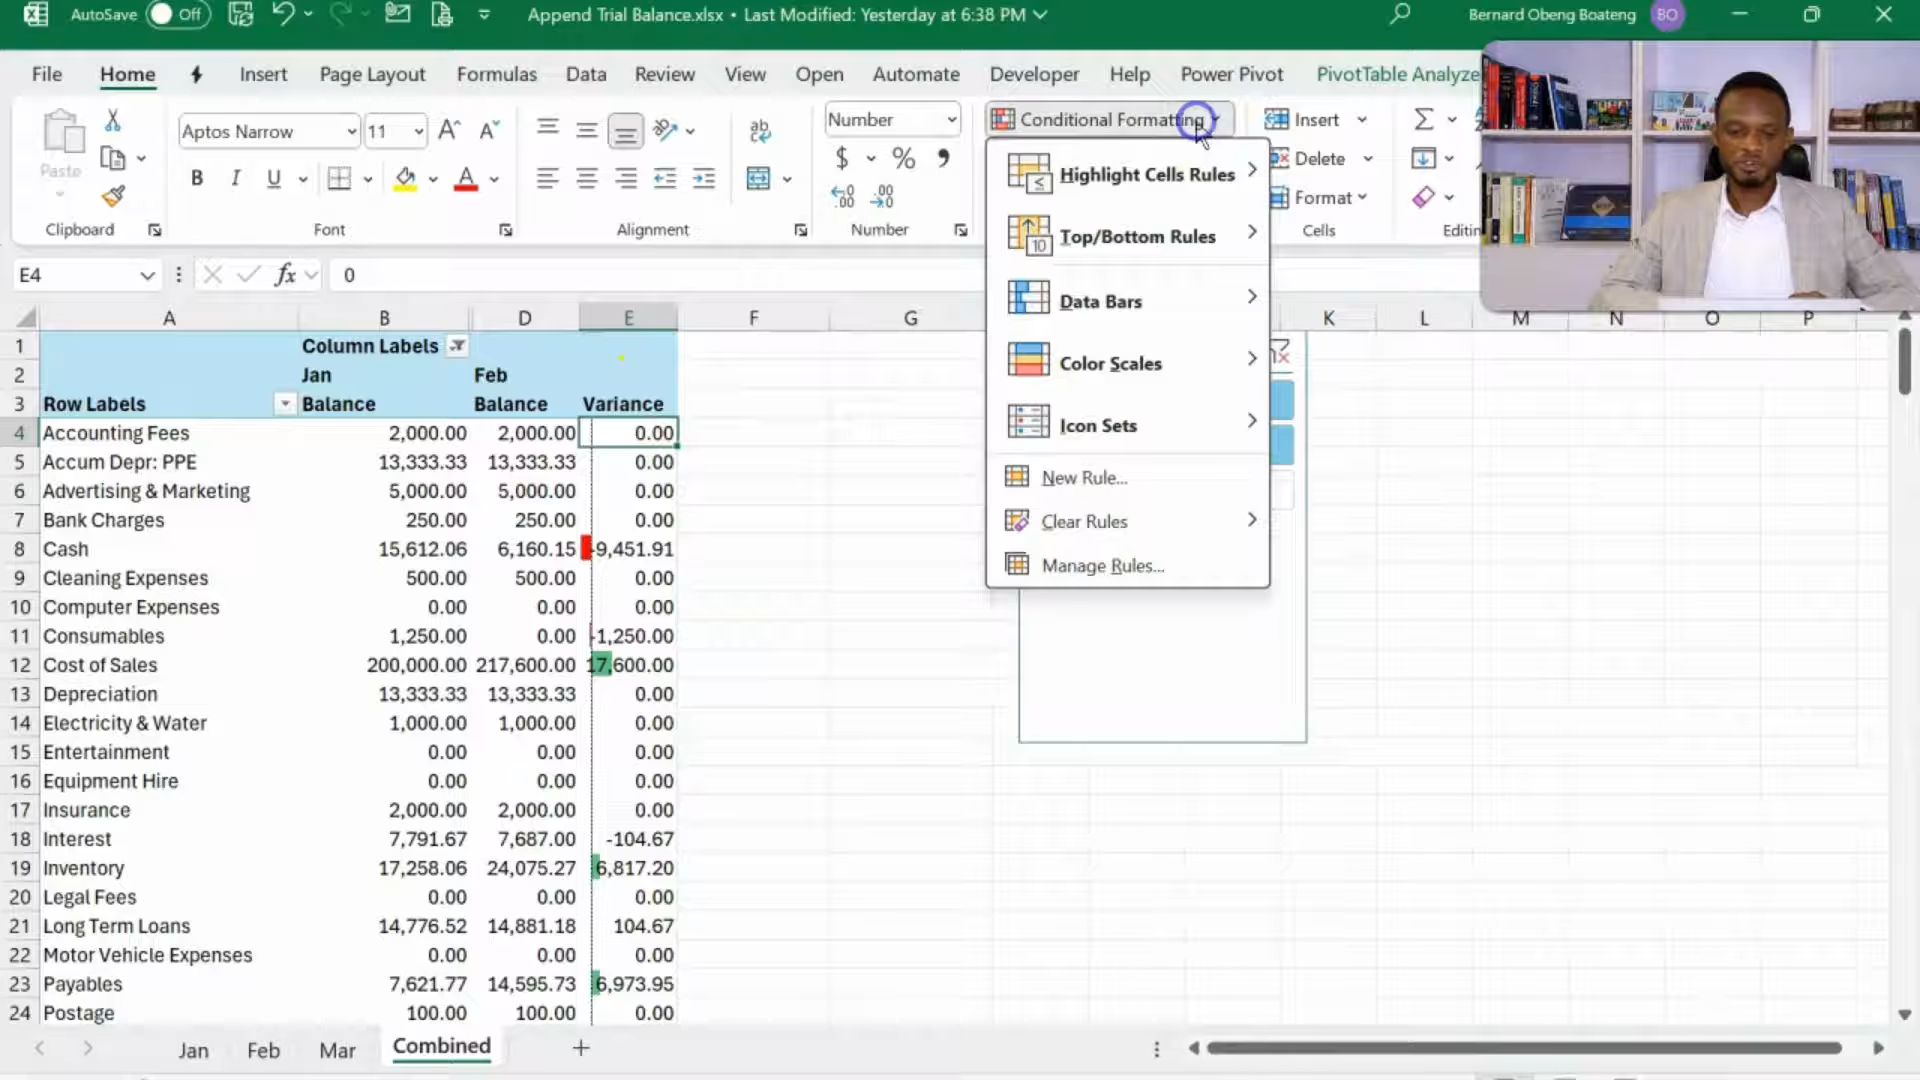 AutoSave Off Append Trial Balance.xlsx • Last Modified: Yesterday at 6:38 PM Bernard Obeng Boateng BO
File Home Insert Page Layout Formulas Data Review View Open Automate Developer Help Power Pivot PivotTable Analyze
Paste
Clipboard
Aptos Narrow 11
B I U A
Font
ab
Alignment
Number
$ % 9
Number
Conditional Formatting
Highlight Cells Rules
Top/Bottom Rules
Data Bars
Color Scales
Icon Sets
New Rule...
Clear Rules
Manage Rules...
Insert
Delete
Format
Cells
Editin
E4 fx 0
A B D E F G K L M N O P
1 Column Labels
2 Jan Feb
3 Row Labels Balance Balance Variance
4 Accounting Fees 2,000.00 2,000.00 0.00
5 Accum Depr: PPE 13,333.33 13,333.33 0.00
6 Advertising & Marketing 5,000.00 5,000.00 0.00
7 Bank Charges 250.00 250.00 0.00
8 Cash 15,612.06 6,160.15 -9,451.91
9 Cleaning Expenses 500.00 500.00 0.00
10 Computer Expenses 0.00 0.00 0.00
11 Consumables 1,250.00 0.00 -1,250.00
12 Cost of Sales 200,000.00 217,600.00 17,600.00
13 Depreciation 13,333.33 13,333.33 0.00
14 Electricity & Water 1,000.00 1,000.00 0.00
15 Entertainment 0.00 0.00 0.00
16 Equipment Hire 0.00 0.00 0.00
17 Insurance 2,000.00 2,000.00 0.00
18 Interest 7,791.67 7,687.00 -104.67
19 Inventory 17,258.06 24,075.27 6,817.20
20 Legal Fees 0.00 0.00 0.00
21 Long Term Loans 14,776.52 14,881.18 104.67
22 Motor Vehicle Expenses 0.00 0.00 0.00
23 Payables 7,621.77 14,595.73 6,973.95
24 Postage 100.00 100.00 0.00
Jan Feb Mar Combined